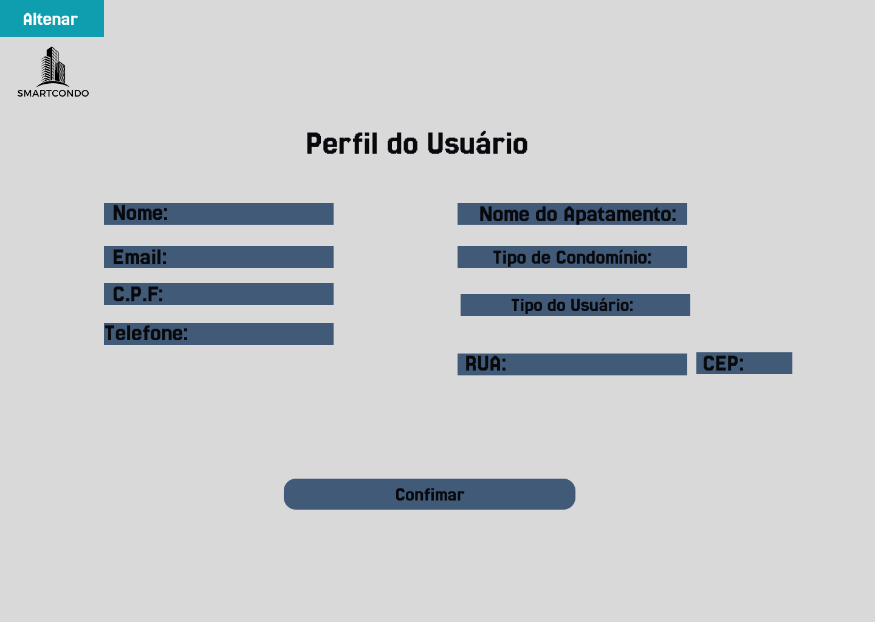 Altenar
SMARTCONDO
Perfil do Usuário
Nome:
Email:
C.P.F:
Telefone:
Nome do Apatamento:
Tipo de Condomínio:
Tipo do Usuário:
RUA:
CEP:
Confimar